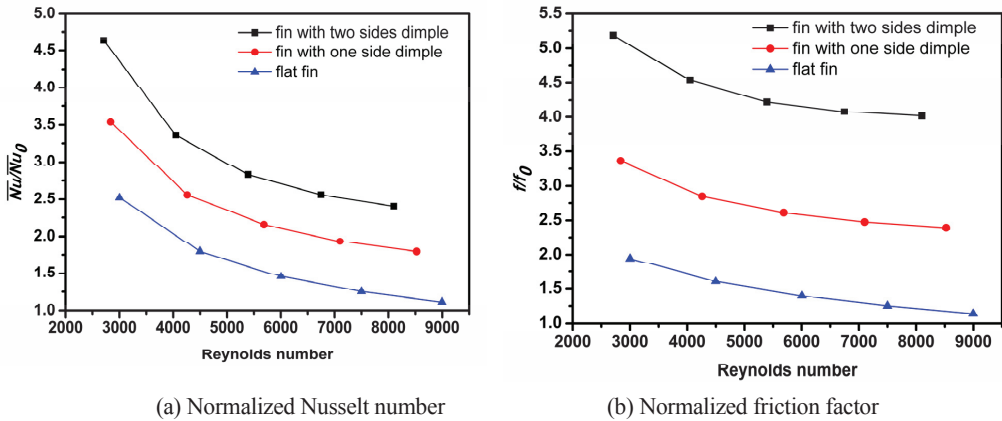 5.0
4.5
4.0
3.5
3.0
2.5
2.0
1.5
1.0
Nu/Nu0
fin with two sides dimple
fin with one side dimple
flat fin
2000 3000 4000 5000 6000 7000 8000 9000
Reynolds number
(a) Normalized Nusselt number
5.5
5.0
4.5
4.0
3.5
3.0
2.5
2.0
1.5
1.0
f/f0
fin with two sides dimple
fin with one side dimple
flat fin
2000 3000 4000 5000 6000 7000 8000 9000
Reynolds number
(b) Normalized friction factor